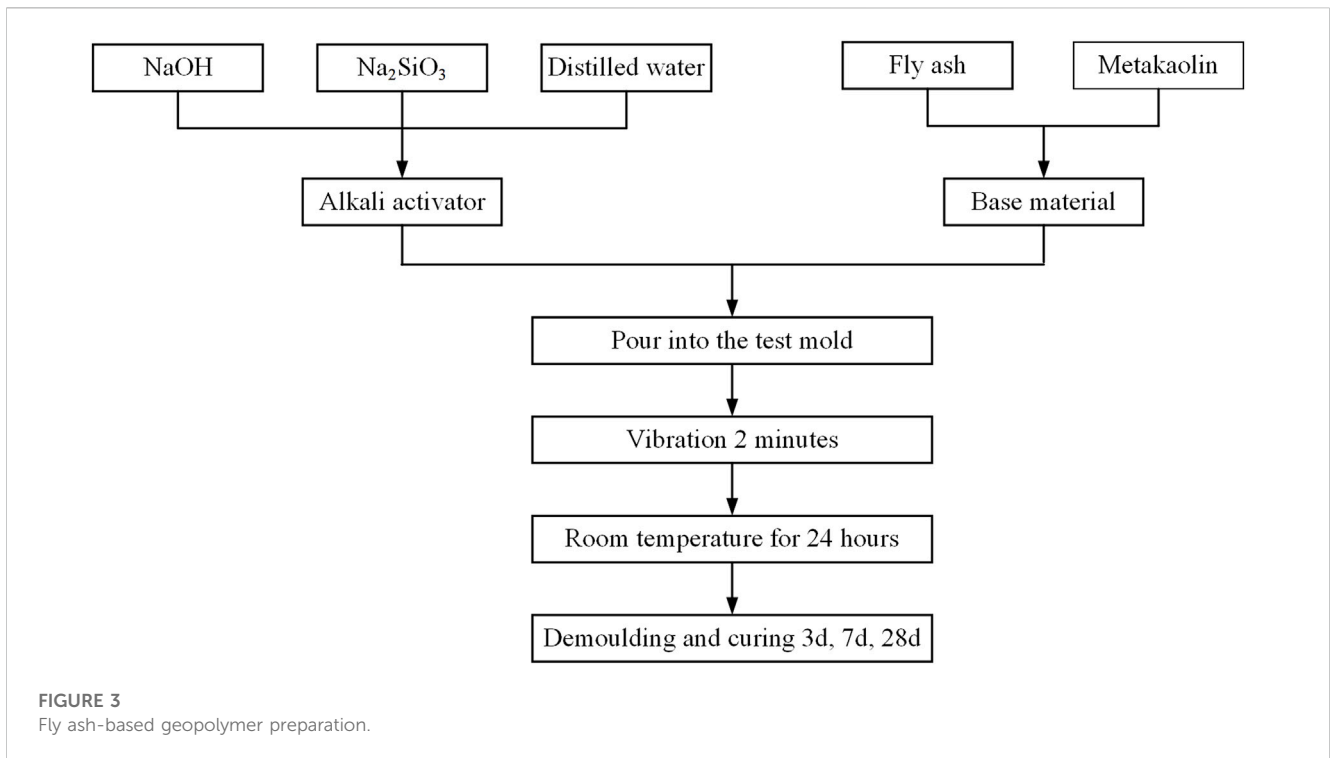 NaOH
Na₂SiO₃
Distilled water
Fly ash
Metakaolin
Alkali activator
Base material
Pour into the test mold
Vibration 2 minutes
Room temperature for 24 hours
Demoulding and curing 3d, 7d, 28d
FIGURE 3
Fly ash-based geopolymer preparation.